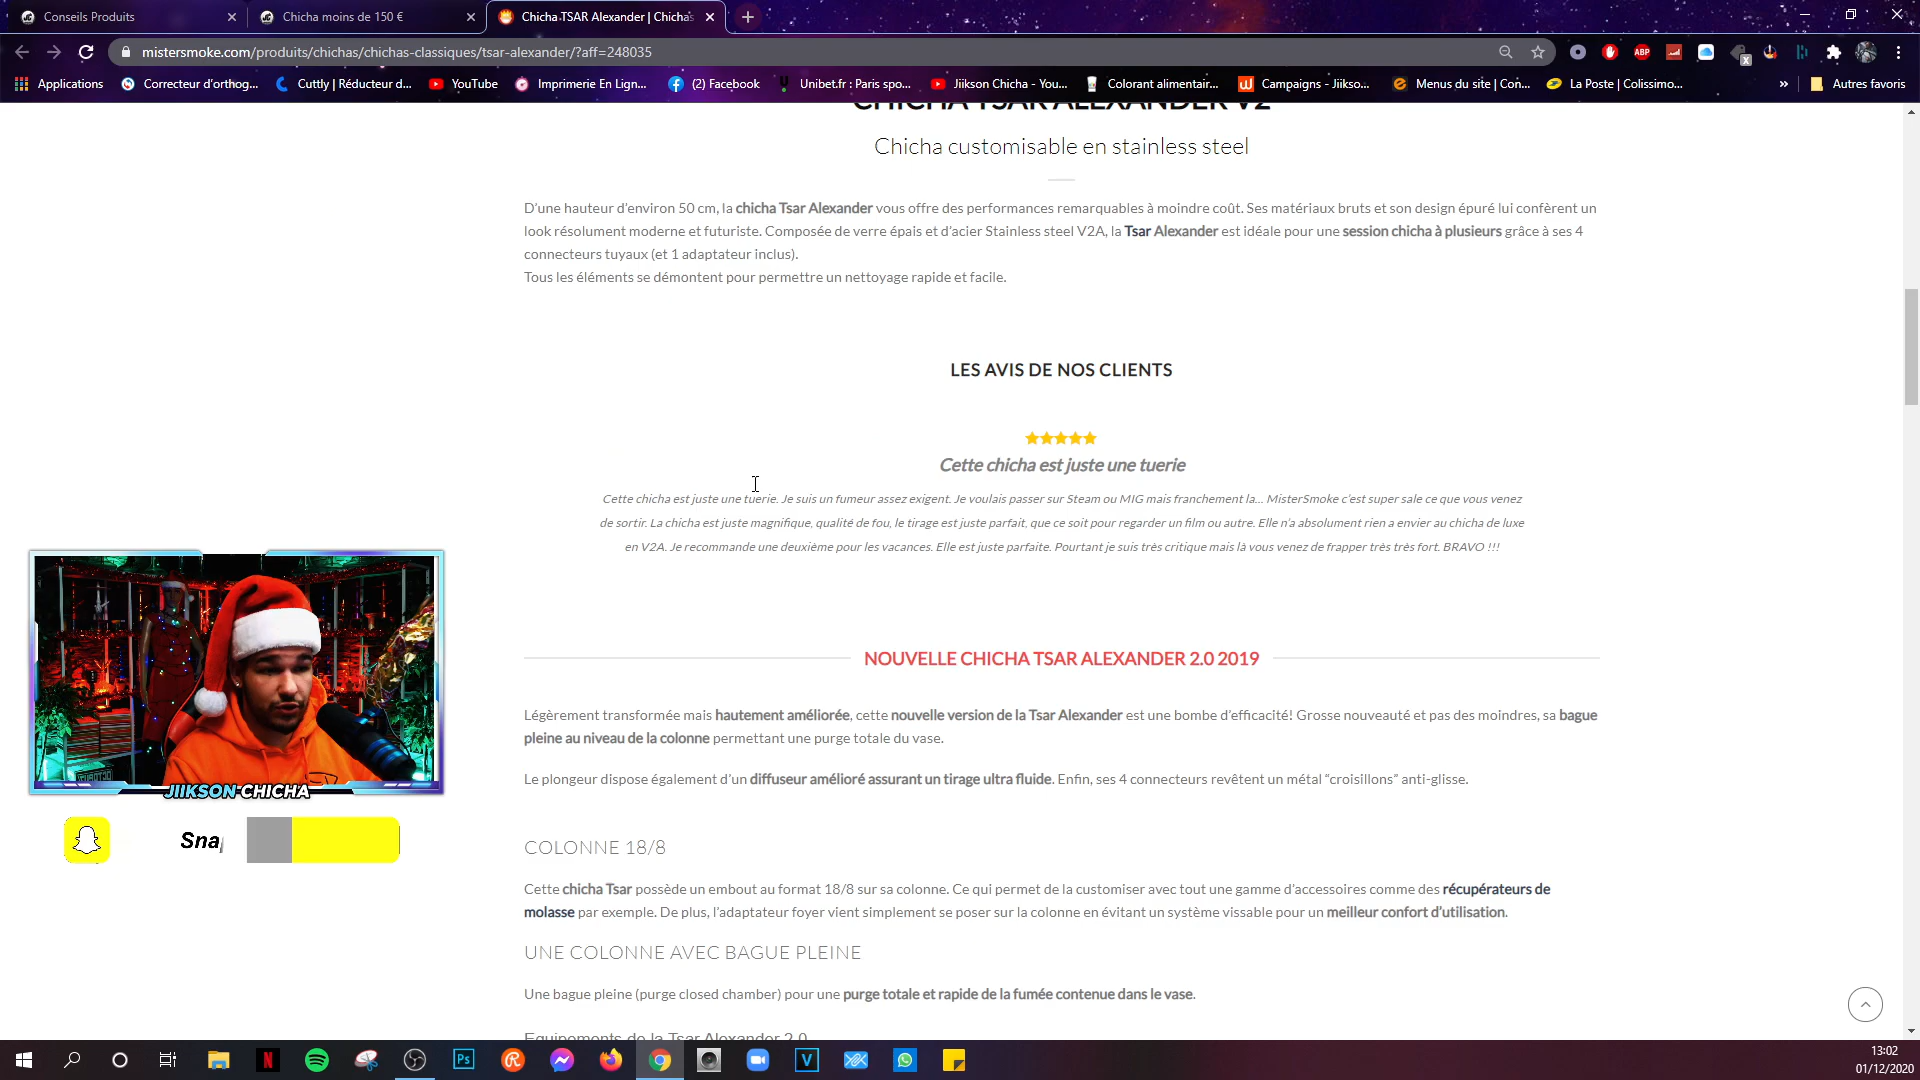 Conseils Produits
Chicha moins de 150 €
Chicha TSAR Alexander | Chicha's
mistersmoke.com/produits/chichas/chichas-classiques/tsar-alexander/?aff=248035
ABP
Applications
Correcteur d'orthog...
Cuttly | Réducteur d...
YouTube
Imprimerie En Lign...
(2) Facebook
Unibet.fr : Paris spo...
Jiikson Chicha - You...
Colorant alimentair...
Campaigns - Jiikso...
Menus du site | Con...
La Poste | Colissimo...
»
Autres favoris
CHICHA TSAR ALEXANDER V2
Chicha customisable en stainless steel
D'une hauteur d'environ 50 cm, la chicha Tsar Alexander vous offre des performances remarquables à moindre coût. Ses matériaux bruts et son design épuré lui confèrent un
look résolument moderne et futuriste. Composée de verre épais et d'acier Stainless steel V2A, la Tsar Alexander est idéale pour une session chicha à plusieurs grâce à ses 4
connecteurs tuyaux (et 1 adaptateur inclus).
Tous les éléments se démontent pour permettre un nettoyage rapide et facile.
LES AVIS DE NOS CLIENTS
Cette chicha est juste une tuerie
Cette chicha est juste une tuerie. Je suis un fumeur assez exigent. Je voulais passer sur Steam ou MIG mais franchement la... MisterSmoke c'est super sale ce que vous venez
de sortir. La chicha est juste magnifique, qualité de fou, le tirage est juste parfait, que ce soit pour regarder un film ou autre. Elle n'a absolument rien a envier au chicha de luxe
en V2A. Je recommande une deuxième pour les vacances. Elle est juste parfaite. Pourtant je suis très critique mais là vous venez de frapper très très fort. BRAVO !!!
NOUVELLE CHICHA TSAR ALEXANDER 2.0 2019
Légèrement transformée mais hautement améliorée, cette nouvelle version de la Tsar Alexander est une bombe d'efficacité! Grosse nouveauté et pas des moindres, sa bague
pleine au niveau de la colonne permettant une purge totale du vase.
Le plongeur dispose également d'un diffuseur amélioré assurant un tirage ultra fluide. Enfin, ses 4 connecteurs revêtent un métal "croisillons" anti-glisse.
JIIKSON CHICHA
Snap
COLONNE 18/8
Cette chicha Tsar possède un embout au format 18/8 sur sa colonne. Ce qui permet de la customiser avec tout une gamme d'accessoires comme des récupérateurs de
molasse par exemple. De plus, l'adaptateur foyer vient simplement se poser sur la colonne en évitant un système vissable pour un meilleur confort d'utilisation.
UNE COLONNE AVEC BAGUE PLEINE
Une bague pleine (purge closed chamber) pour une purge totale et rapide de la fumée contenue dans le vase.
Equipements de la Tsar Alexander 2.0
13:02
01/12/2020